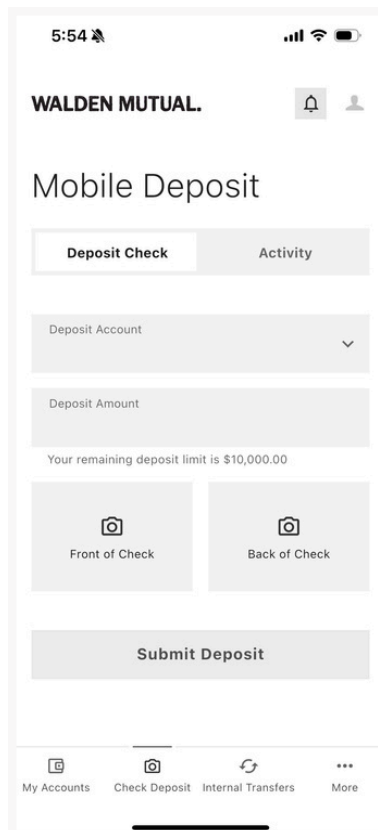 5:54
WALDEN MUTUAL.
Mobile Deposit
Deposit Check Activity
Deposit Account
Deposit Amount
Your remaining deposit limit is $10,000.00
Front of Check Back of Check
Submit Deposit
My Accounts Check Deposit Internal Transfers More